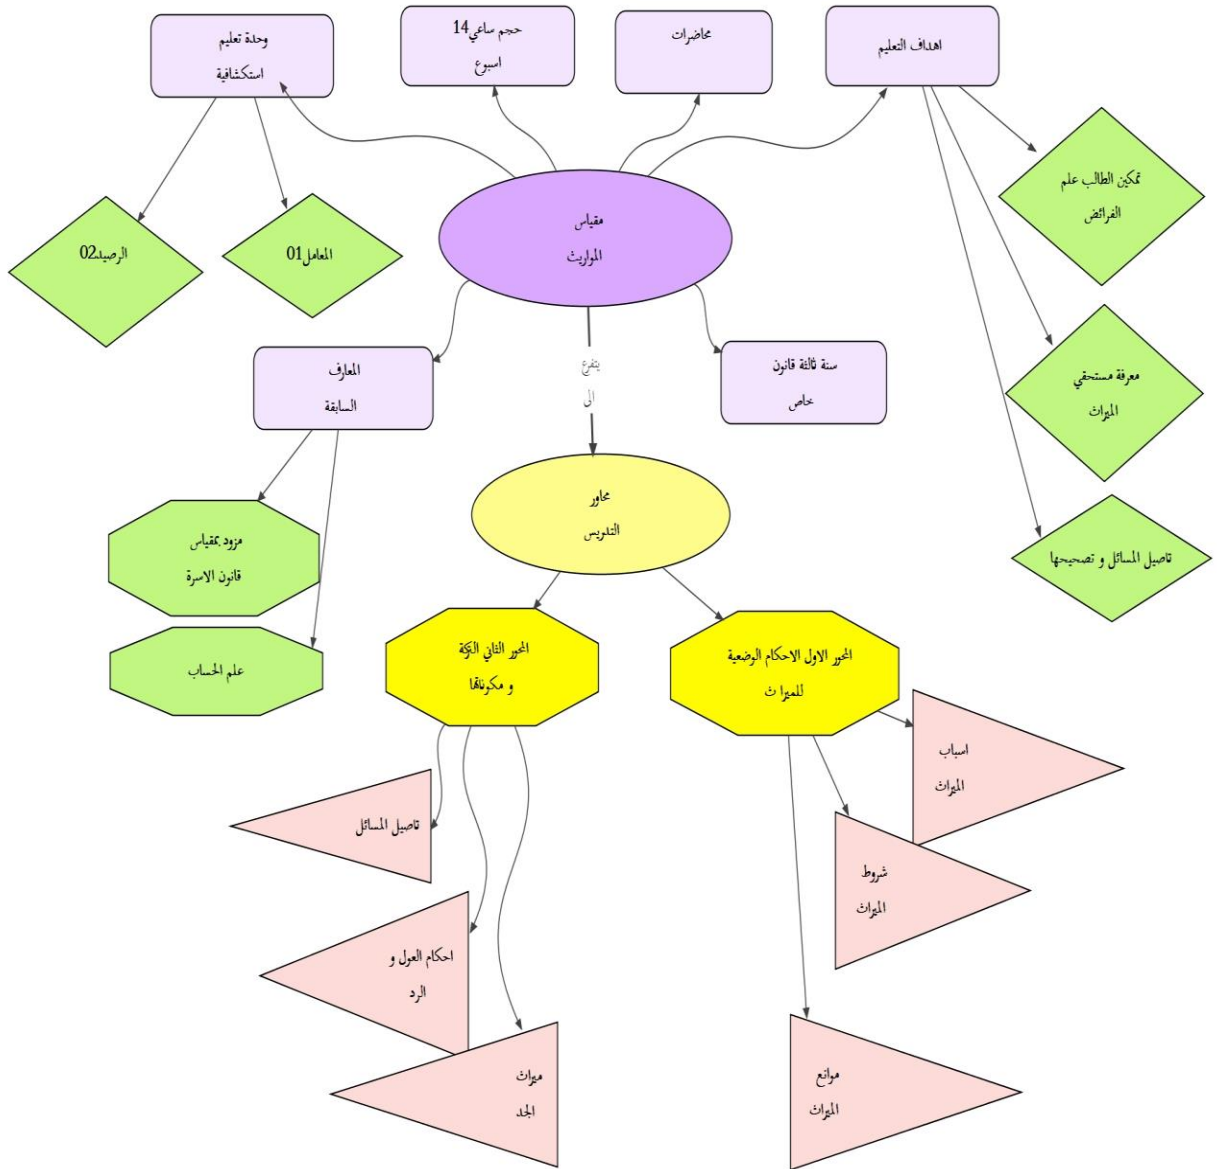 اهداف التعليم
محاضرات
حجم ساعي14
اسبوع
وحدة تعليم
استكشافية
تمكين الطالب علم
الفرائض
معرفة مستحقي
الميراث
تاصيل المسائل و تصحيحها
المعامل01
الرصيد02
مقياس
المواريث
سنة ثالثة قانون
خاص
المعارف
السابقة
مزود بمقياس
قانون الاسرة
علم الحساب
يتفرع
الى
محاور
التدريس
المحور الاول الاحكام الوضعية
للميرا ث
المحور الثاني التركة
و مكوناتها
اسباب
الميراث
شروط
الميراث
موانع
الميراث
تاصيل المسائل
احكام العول و
الرد
ميراث
الجد